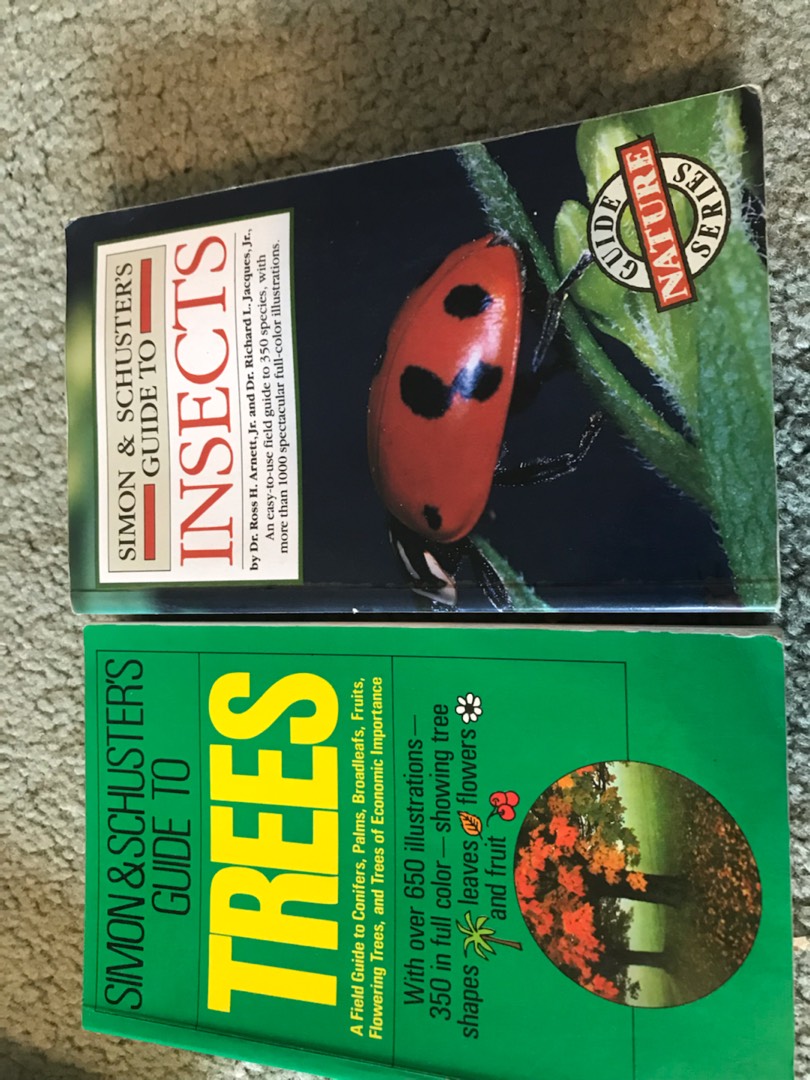 SIMON & SCHUSTER'S
GUIDE TO
INSECTS
by Dr. Ross H. Arnett, Jr. and Dr. Richard L. Jacques, Jr.,
An easy-to-use field guide to 350 species, with
more than 1000 spectacular full-color illustrations.
GUIDE
NATURE
SERIES
SIMON & SCHUSTER'S
GUIDE TO
TREES
A Field Guide to Conifers, Palms, Broadleafs, Fruits,
Flowering Trees, and Trees of Economic Importance
With over 650 illustrations—
350 in full color—showing tree
shapes leaves flowers
and fruit